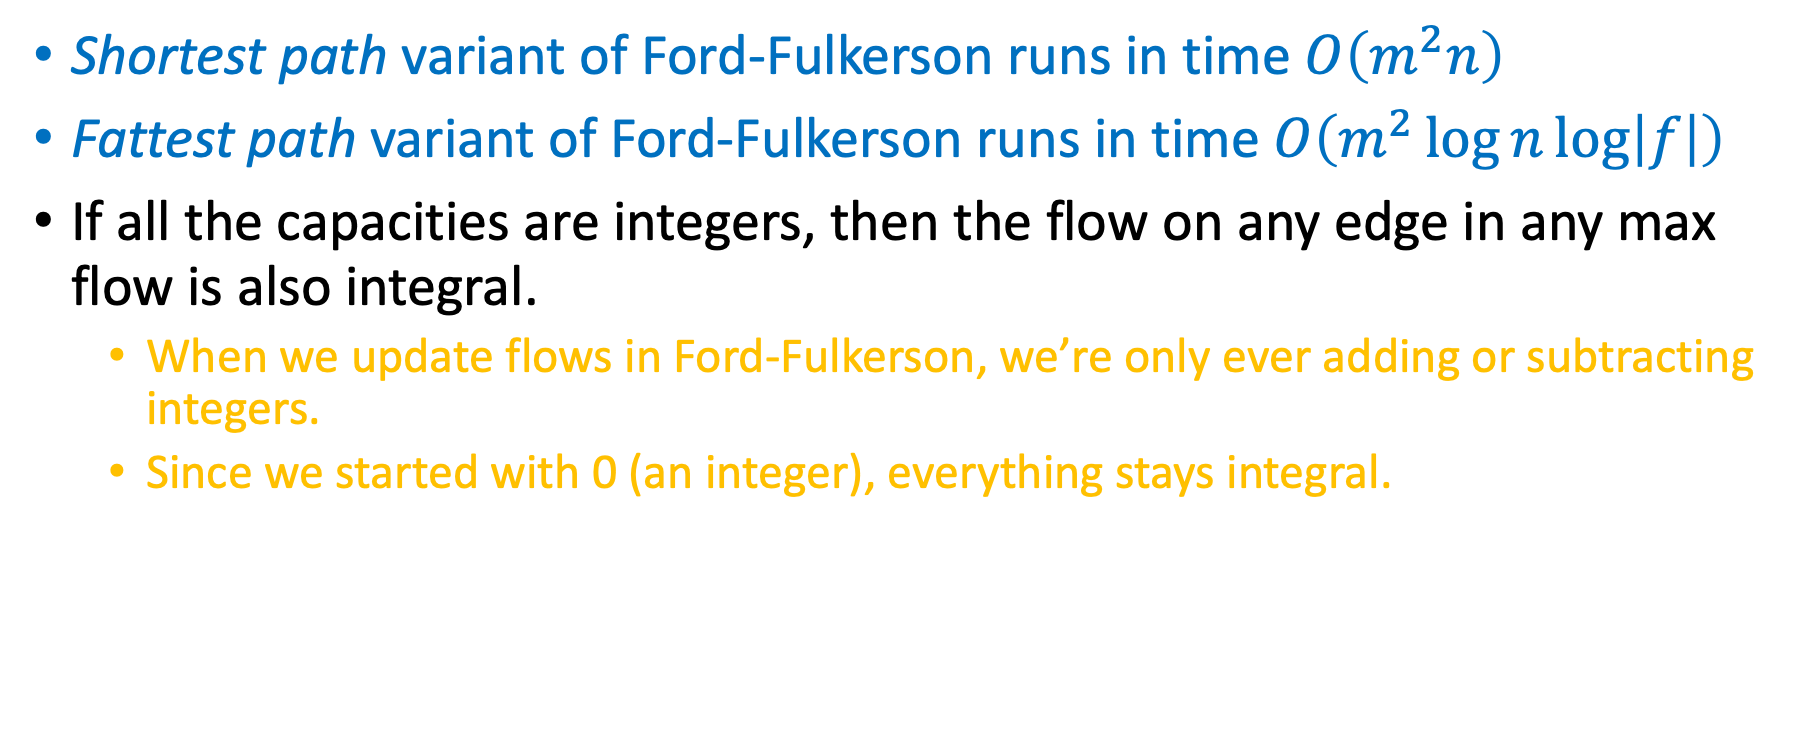 • Shortest path variant of Ford-Fulkerson runs in time O(m²n)
• Fattest path variant of Ford-Fulkerson runs in time O(m² log n log|f|)
• If all the capacities are integers, then the flow on any edge in any max
flow is also integral.
• When we update flows in Ford-Fulkerson, we’re only ever adding or subtracting
integers.
• Since we started with 0 (an integer), everything stays integral.